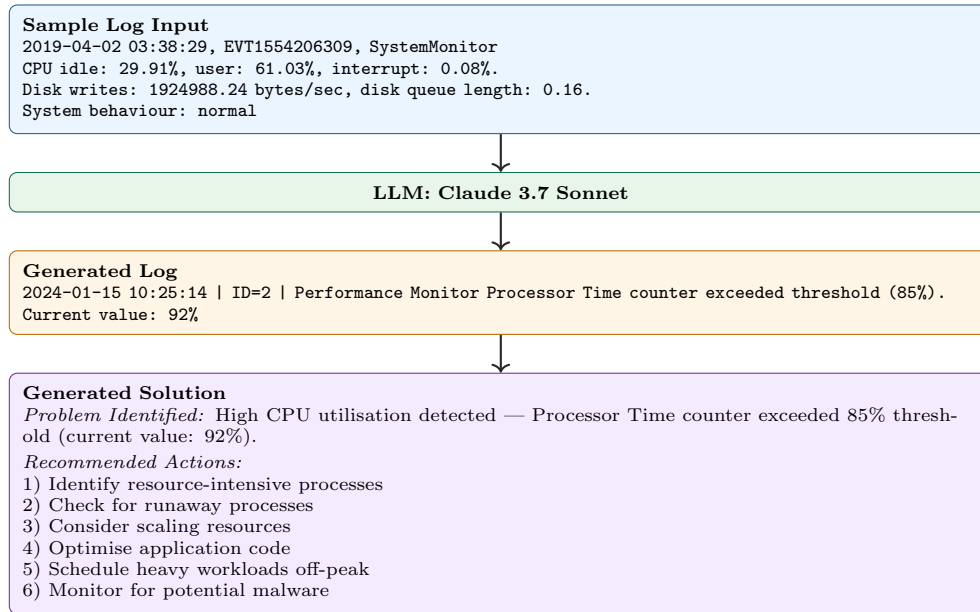 Sample Log Input
2019-04-02 03:38:29, EVT1554206309, SystemMonitor
CPU idle: 29.91%, user: 61.03%, interrupt: 0.08%.
Disk writes: 1924988.24 bytes/sec, disk queue length: 0.16.
System behaviour: normal
LLM: Claude 3.7 Sonnet
Generated Log
2024-01-15 10:25:14 | ID=2 | Performance Monitor Processor Time counter exceeded threshold (85%).
Current value: 92%
Generated Solution
Problem Identified: High CPU utilisation detected — Processor Time counter exceeded 85% thresh-
old (current value: 92%).
Recommended Actions:
1) Identify resource-intensive processes
2) Check for runaway processes
3) Consider scaling resources
4) Optimise application code
5) Schedule heavy workloads off-peak
6) Monitor for potential malware